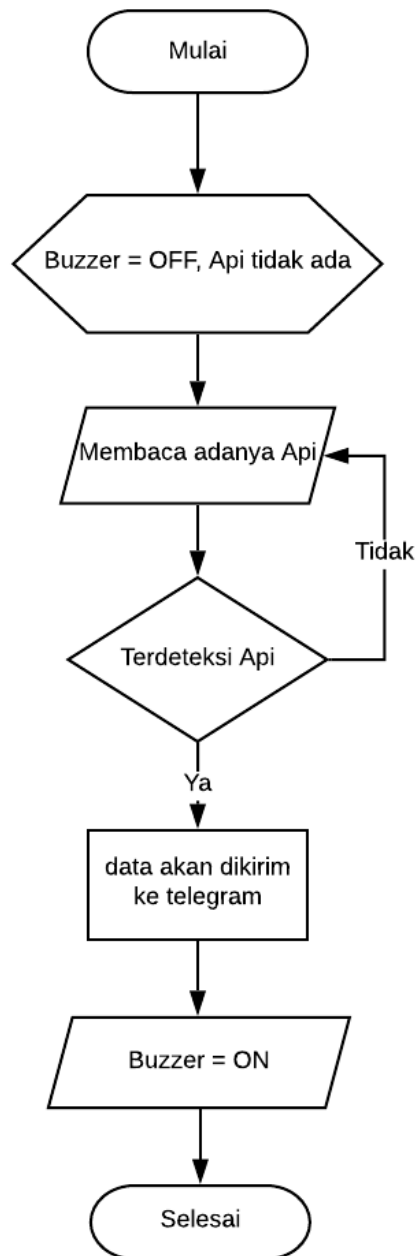 Mulai
Buzzer = OFF, Api tidak ada
Membaca adanya Api
Tidak
Terdeteksi Api
Ya
data akan dikirim
ke telegram
Buzzer = ON
Selesai